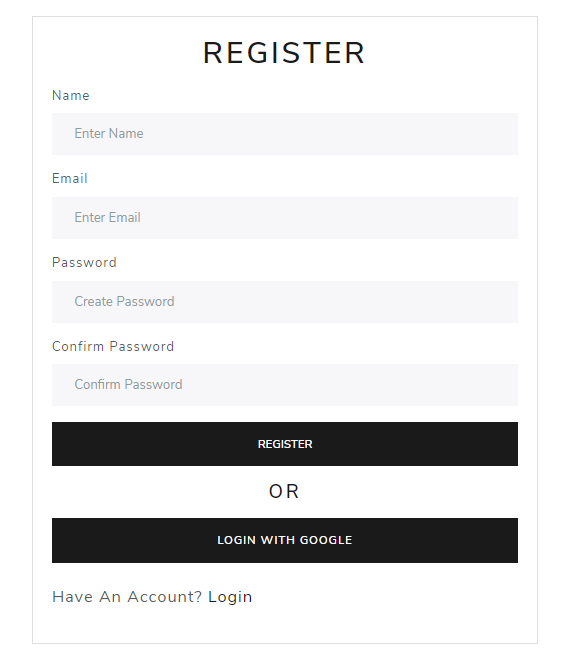 REGISTER
Name
Enter Name
Email
Enter Email
Password
Create Password
Confirm Password
Confirm Password
REGISTER
OR
LOGIN WITH GOOGLE
Have An Account? Login